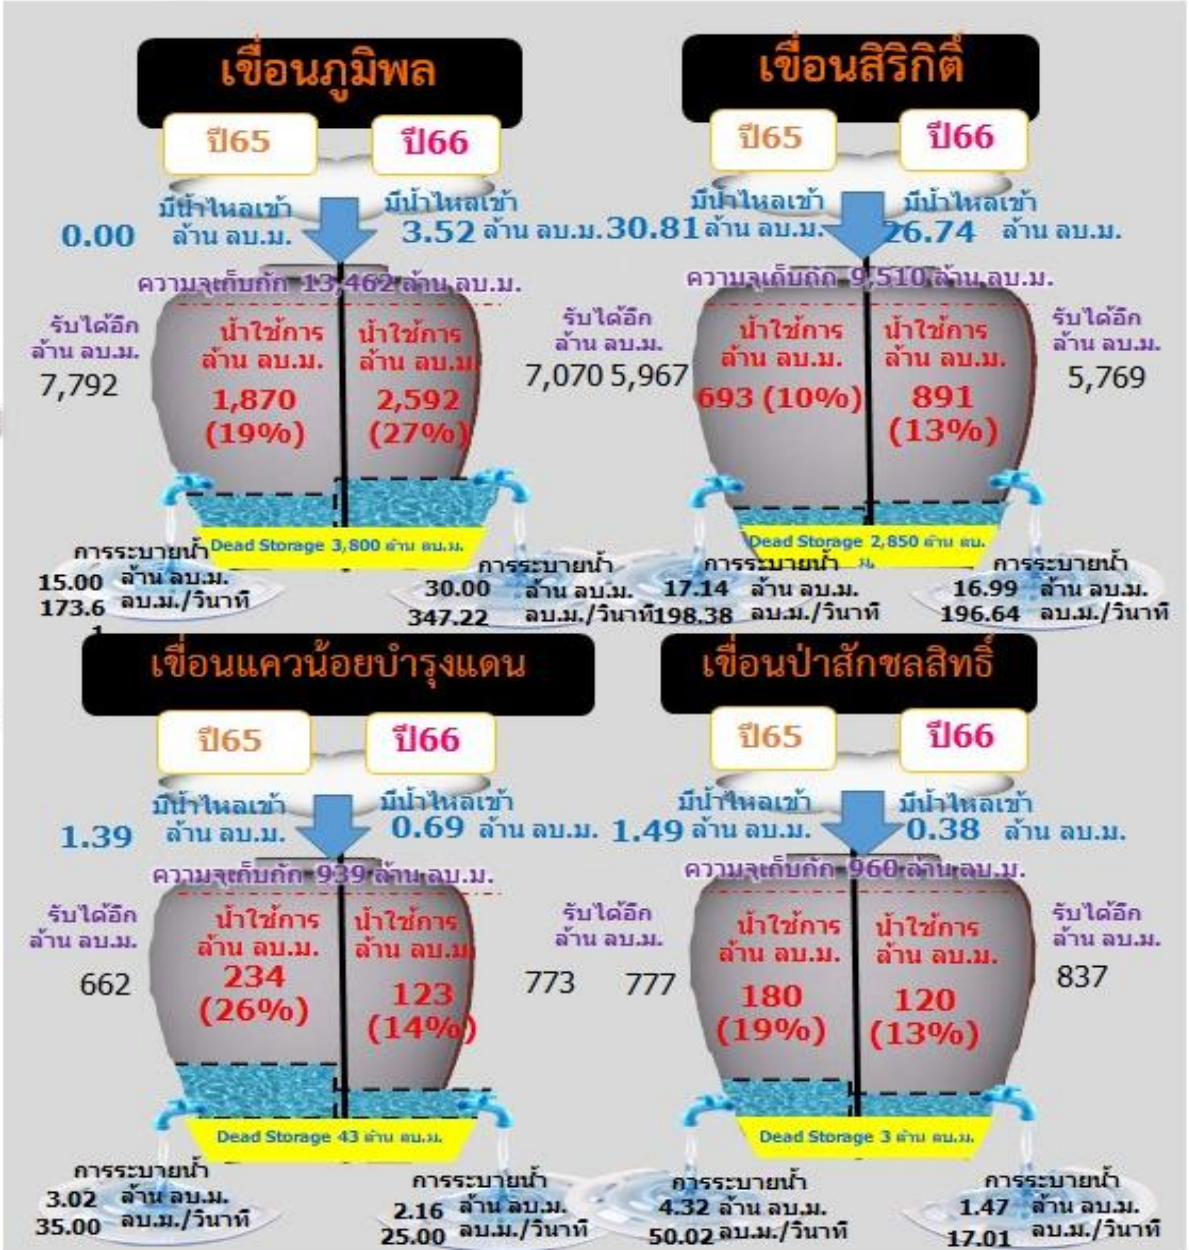 เขื่อนภูมิพล
ปี65
ปี66
มีน้ำไหลเข้า
0.00 ล้าน ลบ.ม.
มีน้ำไหลเข้า
3.52 ล้าน ลบ.ม.
ความจุเก็บกัก 13,462 ล้าน ลบ.ม.
รับได้อีก
ล้าน ลบ.ม.
7,792
น้ำใช้การ
ล้าน ลบ.ม.
1,870
(19%)
น้ำใช้การ
ล้าน ลบ.ม.
2,592
(27%)
รับได้อีก
ล้าน ลบ.ม.
7,070
Dead Storage 3,800 ล้าน ลบ.ม.
การระบายน้ำ
15.00 ล้าน ลบ.ม.
173.6 ลบ.ม./วินาที
1
การระบายน้ำ
30.00 ล้าน ลบ.ม.
347.22 ลบ.ม./วินาที
เขื่อนสิริกิติ์
ปี65
ปี66
มีน้ำไหลเข้า
30.81 ล้าน ลบ.ม.
มีน้ำไหลเข้า
26.74 ล้าน ลบ.ม.
ความจุเก็บกัก 9,510 ล้าน ลบ.ม.
5,967
น้ำใช้การ
ล้าน ลบ.ม.
693 (10%)
น้ำใช้การ
ล้าน ลบ.ม.
891
(13%)
รับได้อีก
ล้าน ลบ.ม.
5,769
Dead Storage 2,850 ล้าน ลบ.
ม.
การระบายน้ำ
17.14 ล้าน ลบ.ม.
198.38 ลบ.ม./วินาที
การระบายน้ำ
16.99 ล้าน ลบ.ม.
196.64 ลบ.ม./วินาที
เขื่อนแควน้อยบำรุงแดน
ปี65
ปี66
มีน้ำไหลเข้า
1.39 ล้าน ลบ.ม.
มีน้ำไหลเข้า
0.69 ล้าน ลบ.ม.
ความจุเก็บกัก 939 ล้าน ลบ.ม.
รับได้อีก
ล้าน ลบ.ม.
662
น้ำใช้การ
ล้าน ลบ.ม.
234
(26%)
น้ำใช้การ
ล้าน ลบ.ม.
123
(14%)
รับได้อีก
ล้าน ลบ.ม.
773
Dead Storage 43 ล้าน ลบ.ม.
การระบายน้ำ
3.02 ล้าน ลบ.ม.
35.00 ลบ.ม./วินาที
การระบายน้ำ
2.16 ล้าน ลบ.ม.
25.00 ลบ.ม./วินาที
เขื่อนป่าสักชลสิทธิ์
ปี65
ปี66
มีน้ำไหลเข้า
1.49 ล้าน ลบ.ม.
มีน้ำไหลเข้า
0.38 ล้าน ลบ.ม.
ความจุเก็บกัก 960 ล้าน ลบ.ม.
777
น้ำใช้การ
ล้าน ลบ.ม.
180
(19%)
น้ำใช้การ
ล้าน ลบ.ม.
120
(13%)
รับได้อีก
ล้าน ลบ.ม.
837
Dead Storage 3 ล้าน ลบ.ม.
การระบายน้ำ
4.32 ล้าน ลบ.ม.
50.02 ลบ.ม./วินาที
การระบายน้ำ
1.47 ล้าน ลบ.ม.
17.01 ลบ.ม./วินาที